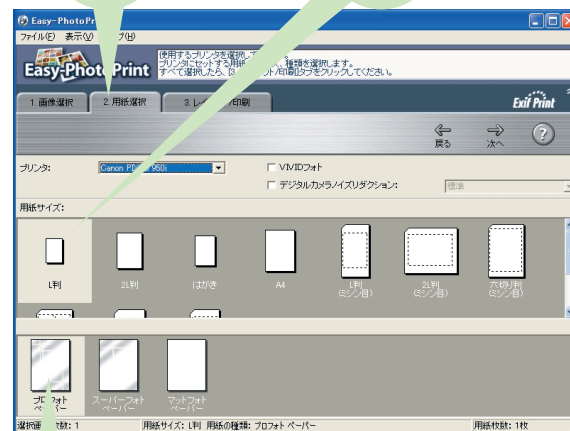 Easy-PhotoPr
ファイル(F) 表示(V) プ(H)
Easy-PhotoPrint
使用するプリンタを選択して
プリンタにセットする用紙 、種類を選択します。
すべて選択したら、[3. ト/印刷]タブをクリックしてください。
1. 画像選択 2. 用紙選択 3. レイ /印刷
Exif Print
戻る 次へ ?
プリンタ: Canon P 950i VIVIDフォト
デジタルカメラノイズリダクション: 標準
用紙サイズ:
L判 2L判 はがき A4 L判 (ミシン目) 2L判 (ミシン目) 六切り判 (ミシン目)
プロフォト ペーパー スーパーフォト ペーパー マットフォト ペーパー
選択画 枚数: 1 用紙サイズ: L判 用紙の種類: プロフォト ペーパー 用紙枚数: 1枚